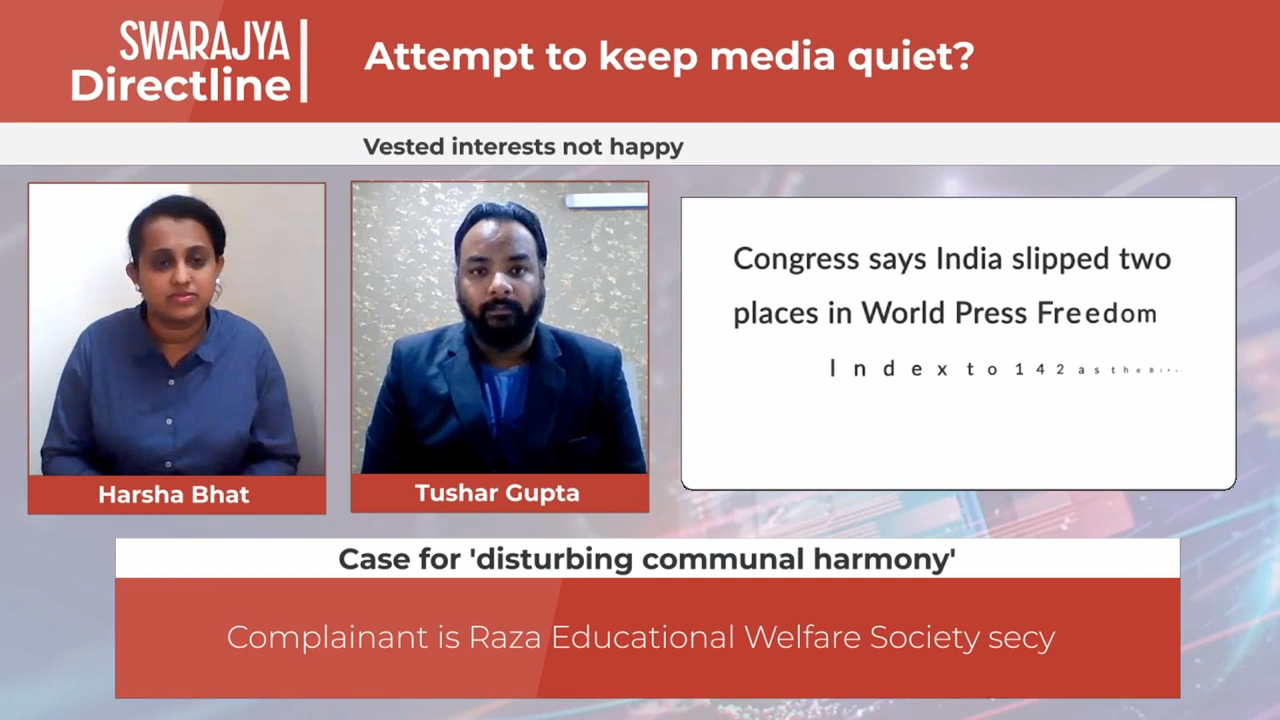 SWARAJYA
Directline
Attempt to keep media quiet?
Vested interests not happy
Congress says India slipped two
places in World Press Freedom
Index to 142 as the
Harsha Bhat
Tushar Gupta
Case for 'disturbing communal harmony'
Complainant is Raza Educational Welfare Society secy